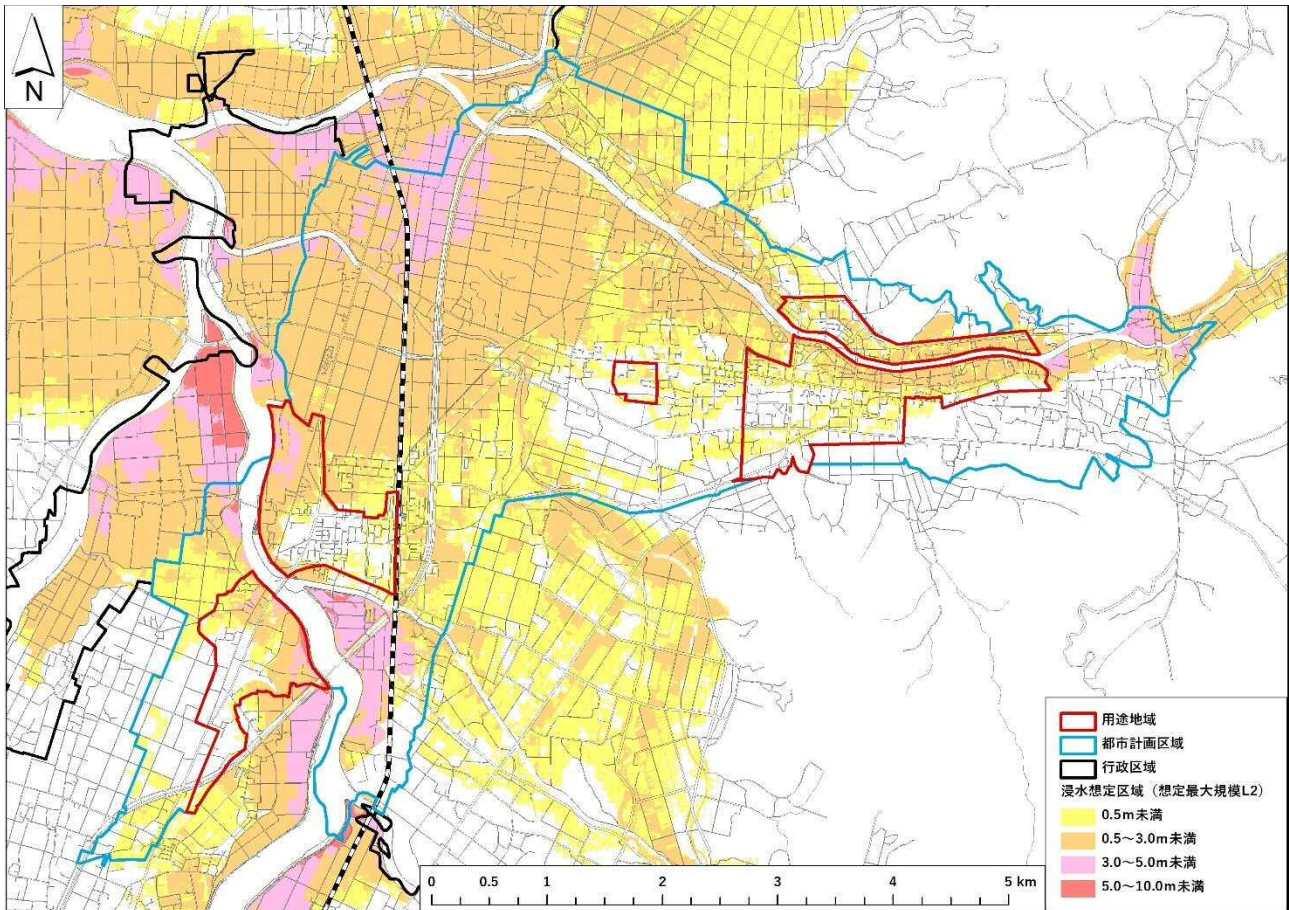 N
用途地域
都市計画区域
行政区域
浸水想定区域（想定最大規模L2）
0.5m未満
0.5～3.0m未満
3.0～5.0m未満
5.0～10.0m未満
0 0.5 1 2 3 4 5 km